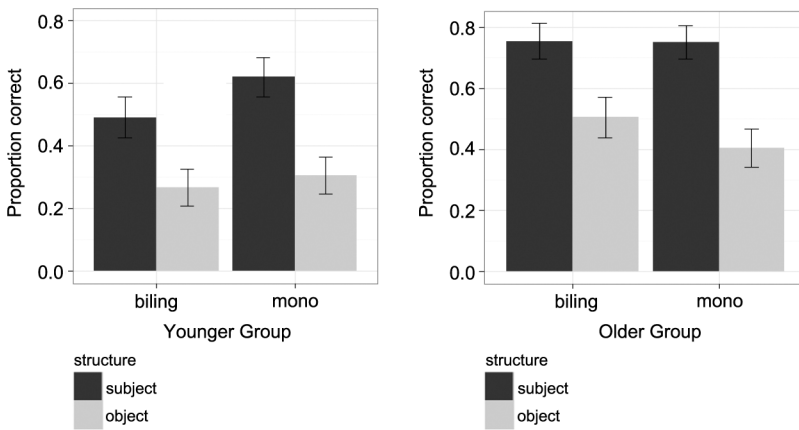 Proportion correct
0.8
0.6
0.4
0.2
0.0
biling mono
Younger Group
structure
subject
object
Proportion correct
0.8
0.6
0.4
0.2
0.0
biling mono
Older Group
structure
subject
object